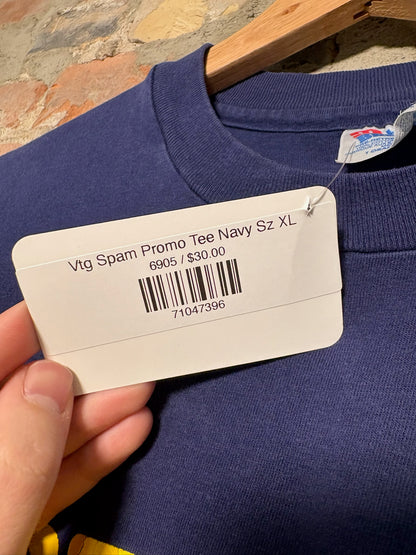 Vtg Spam Promo Tee Navy Sz XL
6905 / $30.00
71047396